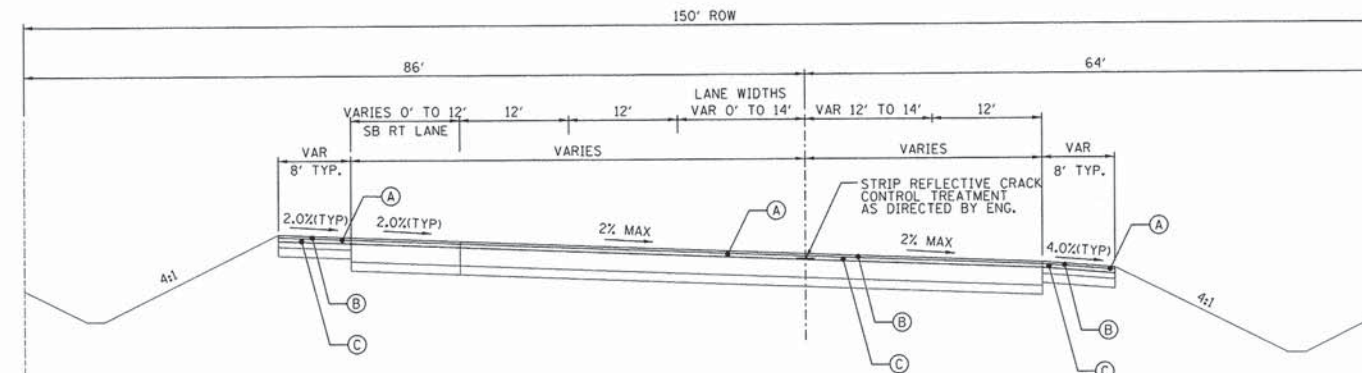 150' ROW
86'
64'
LANE WIDTHS
VARIES 0' TO 12'
12'
12'
VAR 0' TO 14'
VAR 12' TO 14'
12'
SB RT LANE
VAR
8' TYP.
VARIES
VARIES
VAR
8' TYP.
STRIP REFLECTIVE CRACK
CONTROL TREATMENT
AS DIRECTED BY ENG.
A
A
A
2.0%(TYP)
2.0%(TYP)
2% MAX
2% MAX
4.0%(TYP)
4:1
4:1
B
B
B
C
C
C